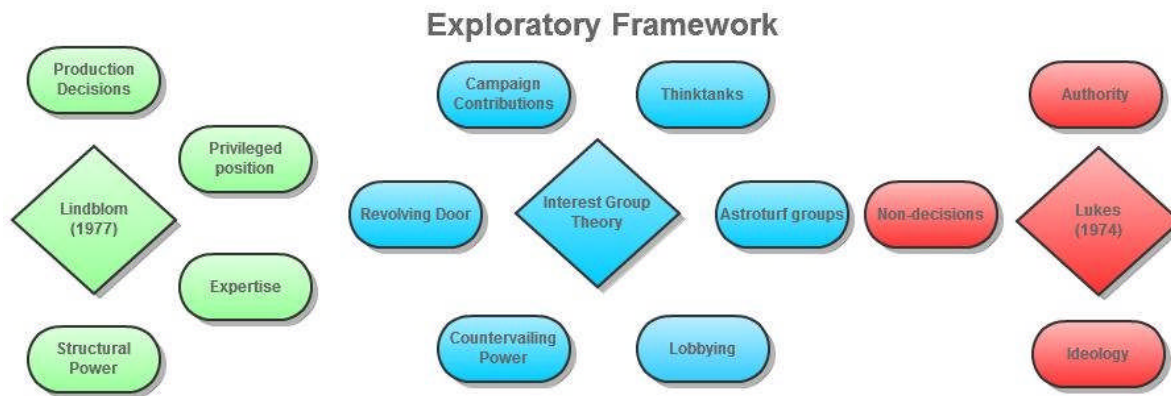 Exploratory Framework
Production
Decisions
Privileged
position
Lindblom
(1977)
Expertise
Structural
Power
Campaign
Contributions
Thinktanks
Revolving Door
Interest Group
Theory
Astroturf groups
Countervailing
Power
Lobbying
Authority
Non-decisions
Lukes
(1974)
Ideology